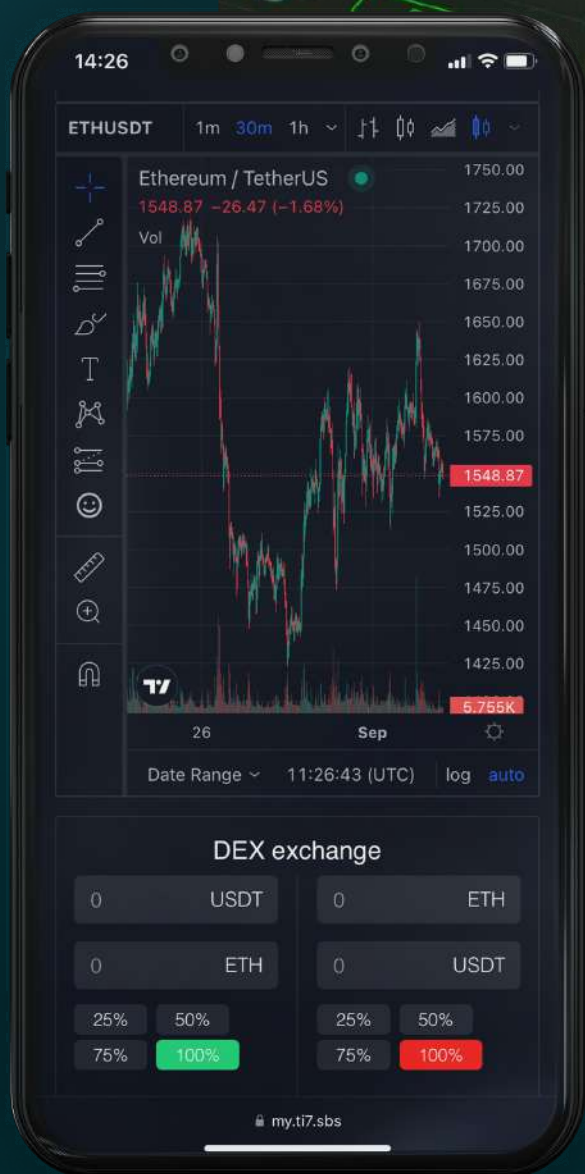 14:26
ETHUSDT 1m 30m 1h
Ethereum / TetherUS
1548.87 −26.47 (−1.68%)
Vol
1750.00
1725.00
1700.00
1675.00
1650.00
1625.00
1600.00
1575.00
1548.87
1525.00
1500.00
1475.00
1450.00
1425.00
5.755K
26 Sep
Date Range 11:26:43 (UTC) log auto
DEX exchange
0 USDT 0 ETH
0 ETH 0 USDT
25% 50% 25% 50%
75% 100% 75% 100%
my.ti7.sbs